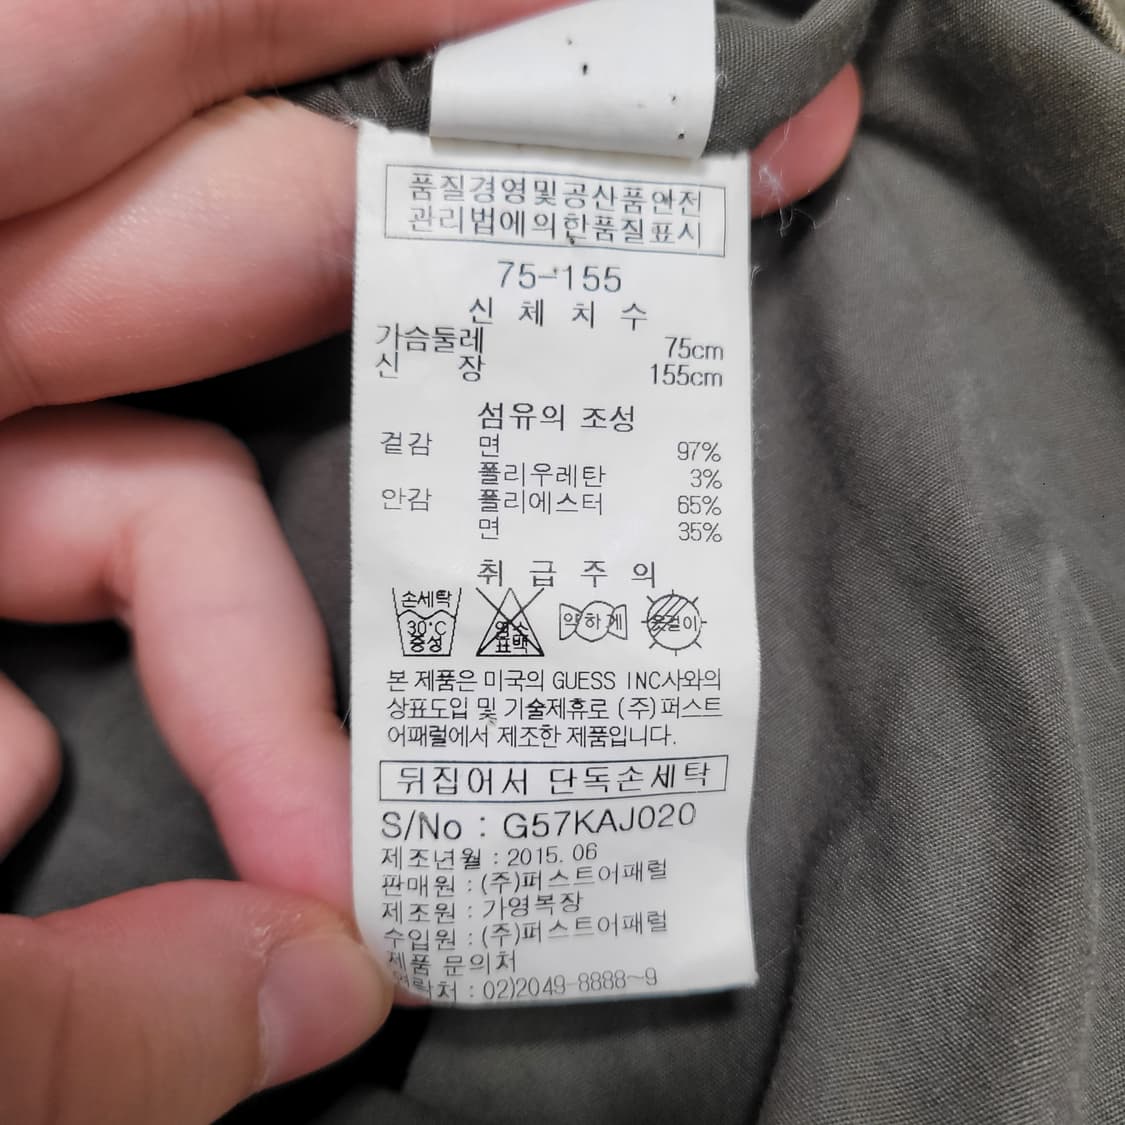 품질경영및공산품안전
관리법에의한품질표시
75-155
신 체 치 수
가슴둘레 75cm
신 장 155cm
섬유의 조성
겉감 면 97%
폴리우레탄 3%
안감 폴리에스터 65%
면 35%
취 급 주 의
손세탁 30°C 중성
염소 표백
약하게
옷걸이
본 제품은 미국의 GUESS INC사와의
상표도입 및 기술제휴로 (주)퍼스트
어패럴에서 제조한 제품입니다.
뒤집어서 단독손세탁
S/No : G57KAJ020
제조년월 : 2015. 06
판매원 : (주)퍼스트어패럴
제조원 : 가영복장
수입원 : (주)퍼스트어패럴
제품 문의처
연락처 : 02)2049-8888~9